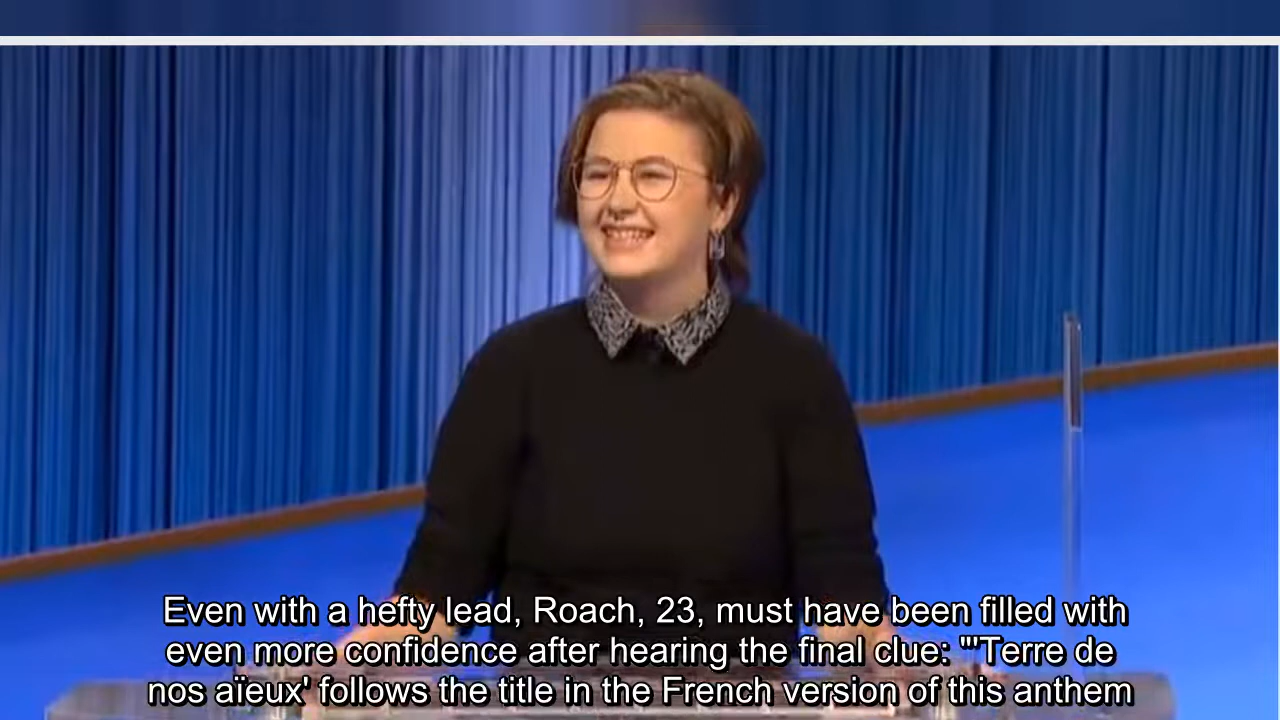 Even with a hefty lead, Roach, 23, must have been filled with
even more confidence after hearing the final clue: "'Terre de
nos aïeux' follows the title in the French version of this anthem